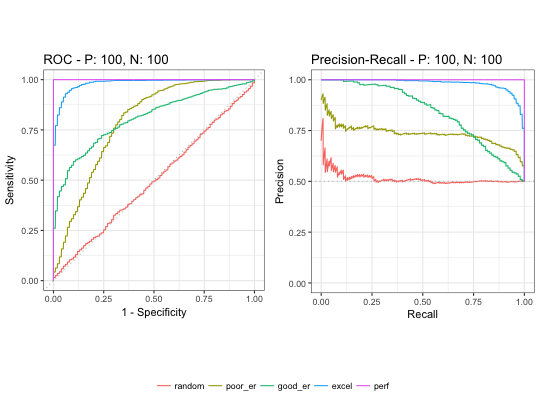 ROC - P: 100, N: 100
Precision-Recall - P: 100, N: 100
1.00
0.75
0.50
0.25
0.00
Sensitivity
0.00 0.25 0.50 0.75 1.00
1 - Specificity
1.00
0.75
0.50
0.25
0.00
Precision
0.00 0.25 0.50 0.75 1.00
Recall
random poor_er good_er excel perf